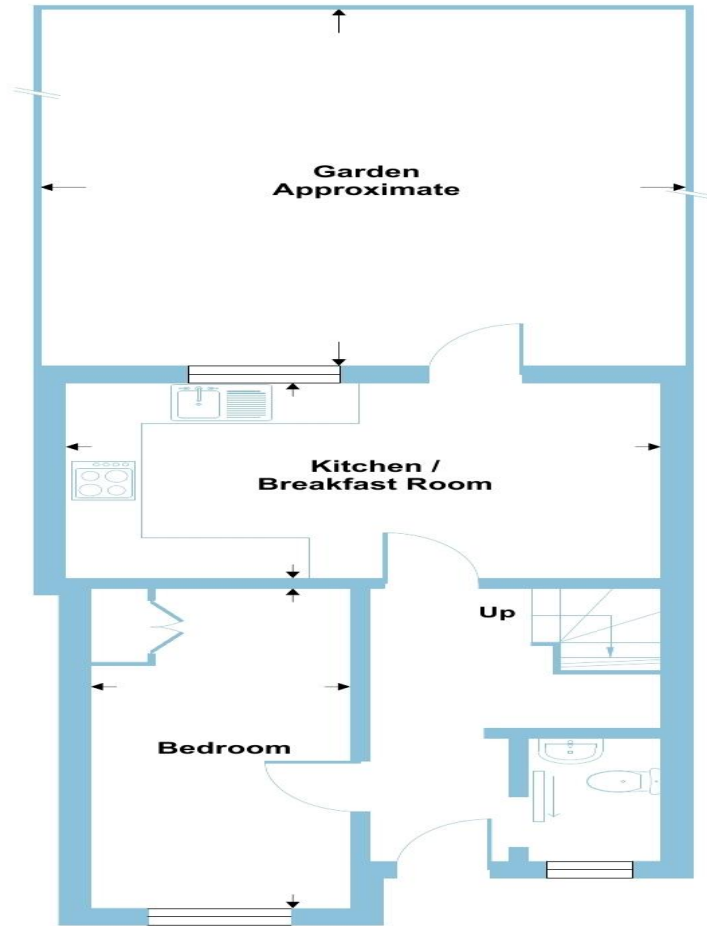 Garden
Approximate
Kitchen /
Breakfast Room
Up
Bedroom